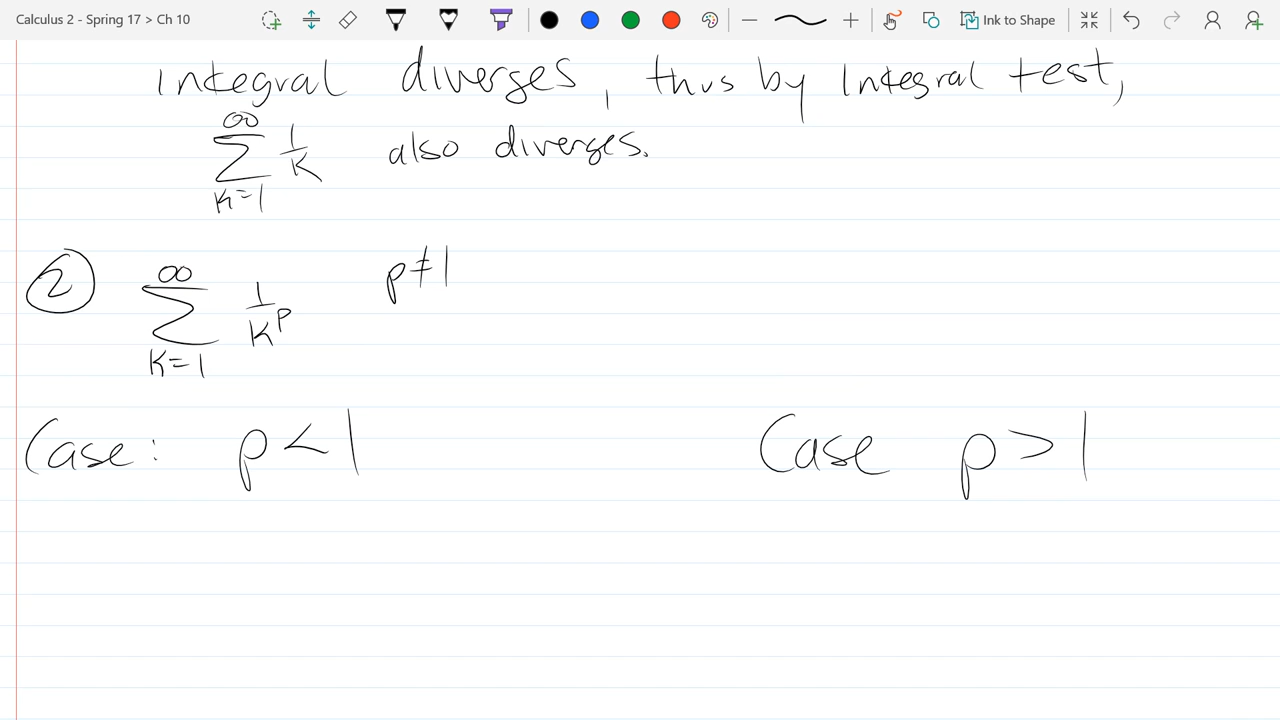 Calculus 2 - Spring 17 > Ch 10
Ink to Shape
Integral diverges, thus by Integral test,
∞
∑ 1/K also diverges.
K=1
② ∞
∑ 1/K^p p≠1
K=1
Case: p<1 Case p>1